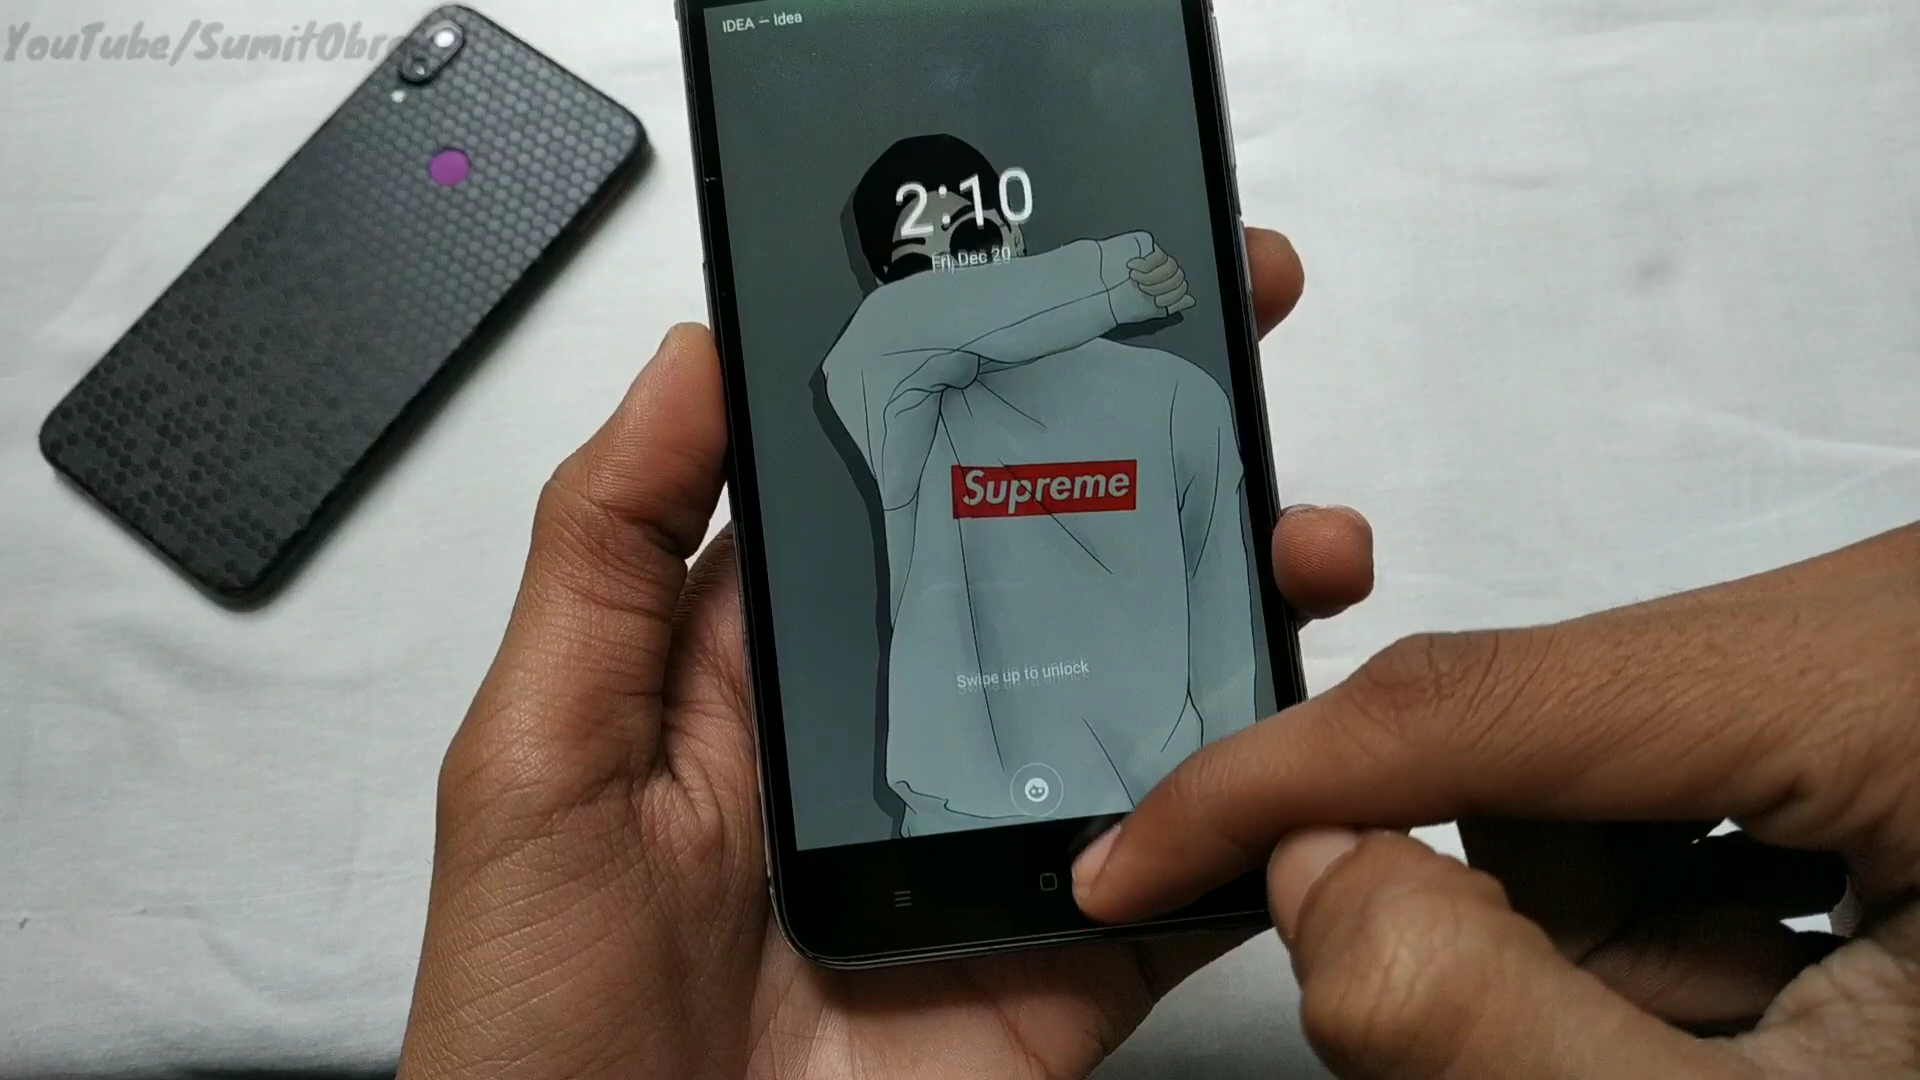 YouTube/SumitObr
IDEA — Idea
2:10
Fri, Dec 20
Supreme
Swipe up to unlock